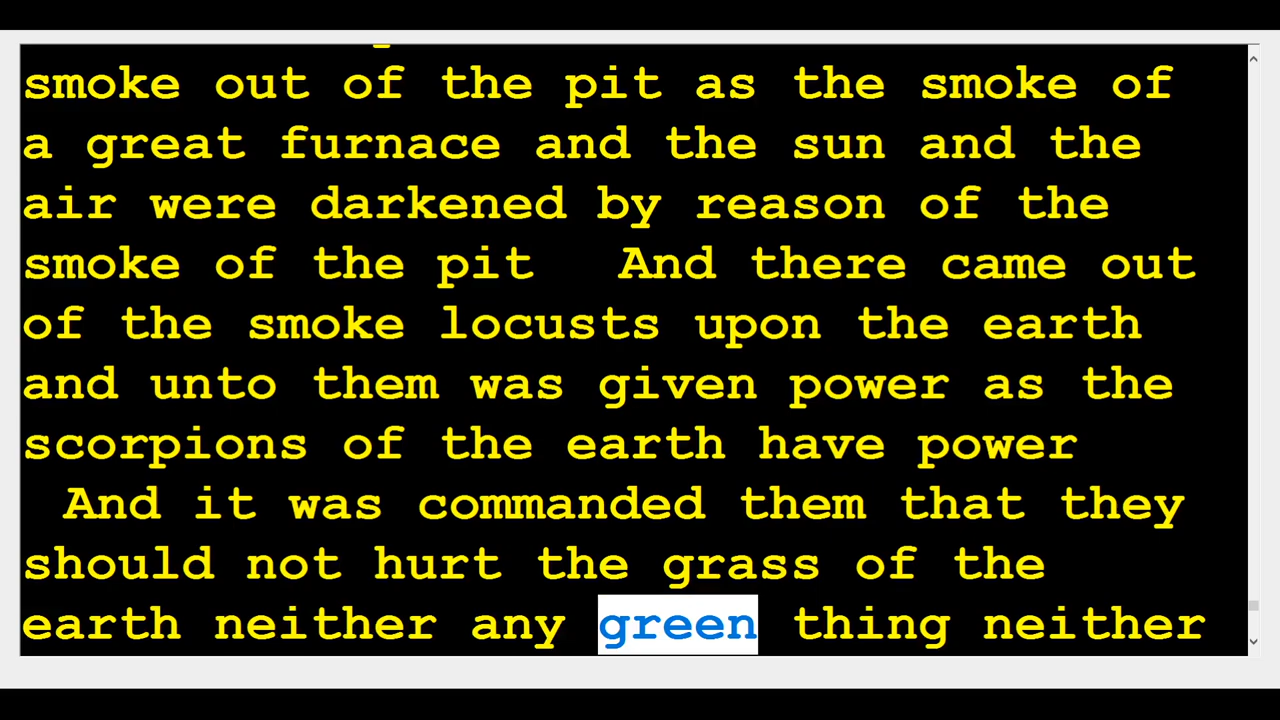 smoke out of the pit as the smoke of
a great furnace and the sun and the
air were darkened by reason of the
smoke of the pit   And there came out
of the smoke locusts upon the earth
and unto them was given power as the
scorpions of the earth have power
And it was commanded them that they
should not hurt the grass of the
earth neither any green thing neither